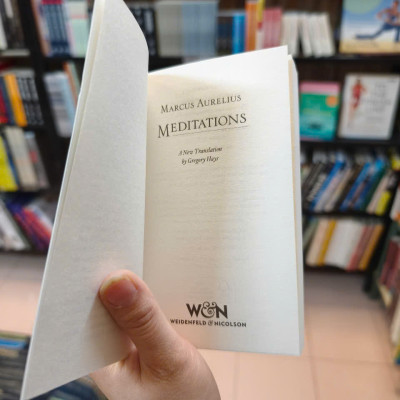 MARCUS AURELIUS
MEDITATIONS
A New Translation
by Gregory Hays
W&N
WEIDENFELD & NICOLSON